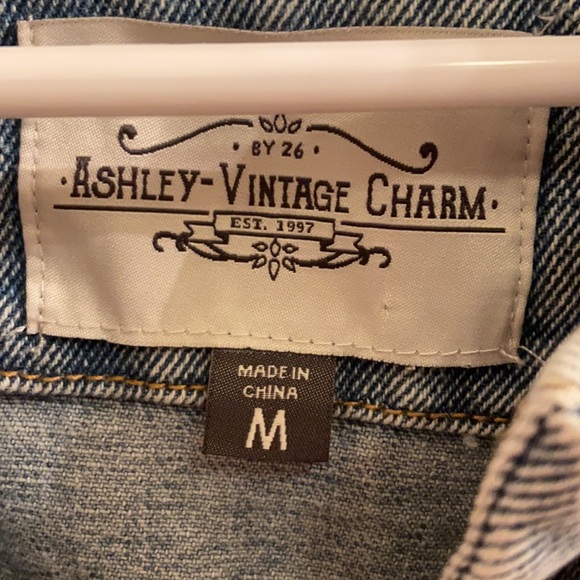 • BY 26 •
• ASHLEY-VINTAGE CHARM •
EST. 1997
MADE IN
CHINA
M